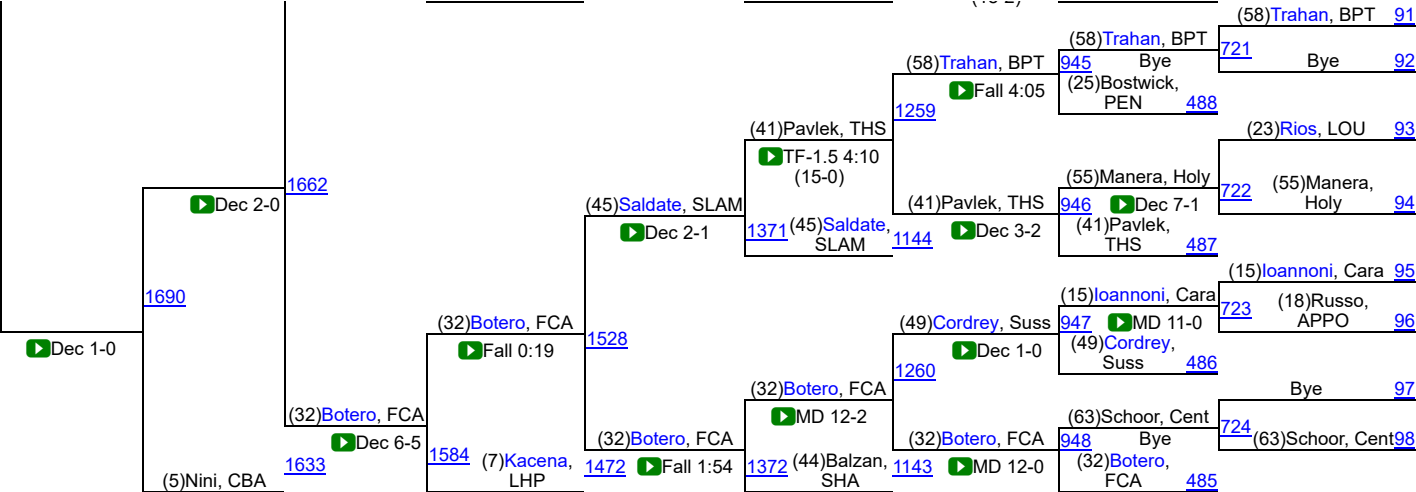 (58)Trahan, BPT 91
(58)Trahan, BPT
721
(58)Trahan, BPT
945 Bye
Bye 92
Fall 4:05
(25)Bostwick,
PEN 488
1259
(41)Pavlek, THS
(23)Rios, LOU 93
TF-1.5 4:10
(15-0)
(55)Manera, Holy
722 (55)Manera,
Holy 94
1662
Dec 2-0
(45)Saldate, SLAM
(41)Pavlek, THS
946 Dec 7-1
Dec 2-1
1371 (45)Saldate,
SLAM
1144
Dec 3-2
(41)Pavlek,
THS 487
(15)Ioannoni, Cara 95
1690
(15)Ioannoni, Cara
723 (18)Russo,
APPO 96
(32)Botero, FCA
(49)Cordrey, Suss
947 MD 11-0
Dec 1-0
Fall 0:19
1528
Dec 1-0
(49)Cordrey,
Suss 486
1260
(32)Botero, FCA
Bye 97
(32)Botero, FCA
MD 12-2
(63)Schoor, Cent
724
(63)Schoor, Cent 98
Dec 6-5
(32)Botero, FCA
(32)Botero, FCA
948 Bye
1633
1584 (7)Kacena,
LHP
1472 Fall 1:54
1372 (44)Balzan,
SHA
1143 MD 12-0
(32)Botero,
FCA 485
(5)Nini, CBA